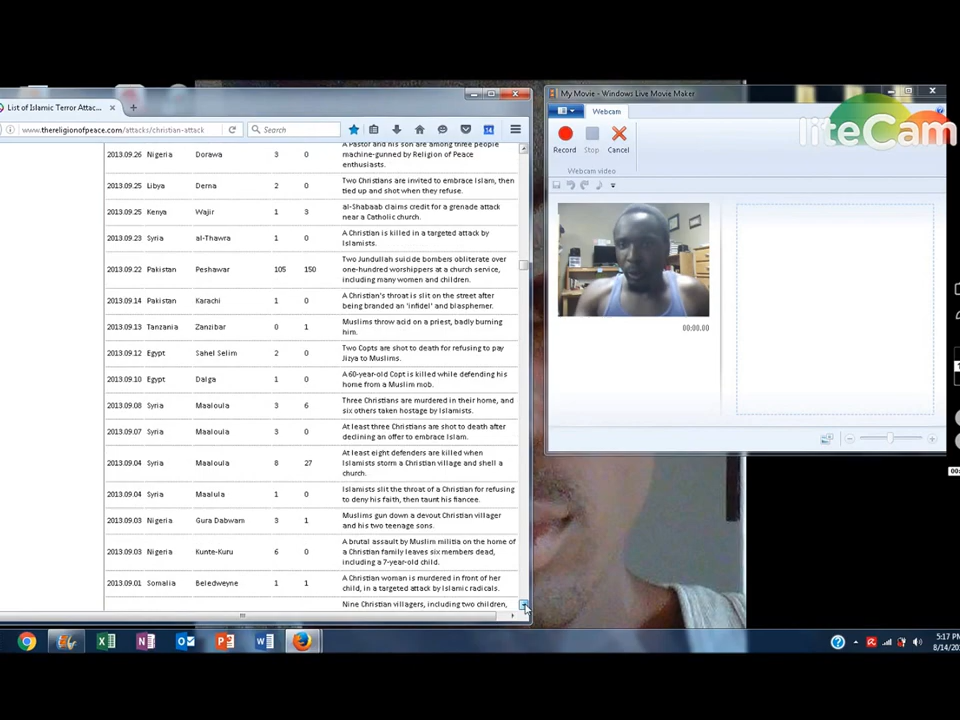 My Movie - Windows Live Movie Maker
List of Islamic Terror Attac...
Webcam
liteCam
www.thereligionofpeace.com/attacks/christian-attack
Search
Record
Stop
Cancel
Webcam video
A Pastor and his son are among three people
2013.09.26 Nigeria Dorawa 3 0 machine-gunned by Religion of Peace
enthusiasts.
2013.09.25 Libya Derna 2 0 Two Christians are invited to embrace Islam, then
tied up and shot when they refuse.
2013.09.25 Kenya Wajir 1 3 al-Shabaab claims credit for a grenade attack
near a Catholic church.
2013.09.23 Syria al-Thawra 1 0 A Christian is killed in a targeted attack by
Islamists.
Two Jundullah suicide bombers obliterate over
2013.09.22 Pakistan Peshawar 105 150 one-hundred worshippers at a church service,
including many women and children.
2013.09.14 Pakistan Karachi 1 0 A Christian's throat is slit on the street after
being branded an 'infidel' and blasphemer.
2013.09.13 Tanzania Zanzibar 0 1 Muslims throw acid on a priest, badly burning
him.
2013.09.12 Egypt Sahel Selim 2 0 Two Copts are shot to death for refusing to pay
Jizya to Muslims.
2013.09.10 Egypt Dalga 1 0 A 60-year-old Copt is killed while defending his
home from a Muslim mob.
2013.09.08 Syria Maaloula 3 6 Three Christians are murdered in their home, and
six others taken hostage by Islamists.
2013.09.07 Syria Maaloula 3 0 At least three Christians are shot to death after
declining an offer to embrace Islam.
At least eight defenders are killed when
2013.09.04 Syria Maaloula 8 27 Islamists storm a Christian village and shell a
church.
2013.09.04 Syria Maalula 1 0 Islamists slit the throat of a Christian for refusing
to deny his faith, then taunt his fiancee.
2013.09.03 Nigeria Gura Dabwam 3 1 Muslims gun down a devout Christian villager
and his two teenage sons.
A brutal assault by Muslim militia on the home of
2013.09.03 Nigeria Kunte-Kuru 6 0 a Christian family leaves six members dead,
including a 7-year-old child.
2013.09.01 Somalia Beledweyne 1 1 A Christian woman is murdered in front of her
child, in a targeted attack by Islamic radicals.
Nine Christian villagers, including two children,
00:00.00
5:17 PM